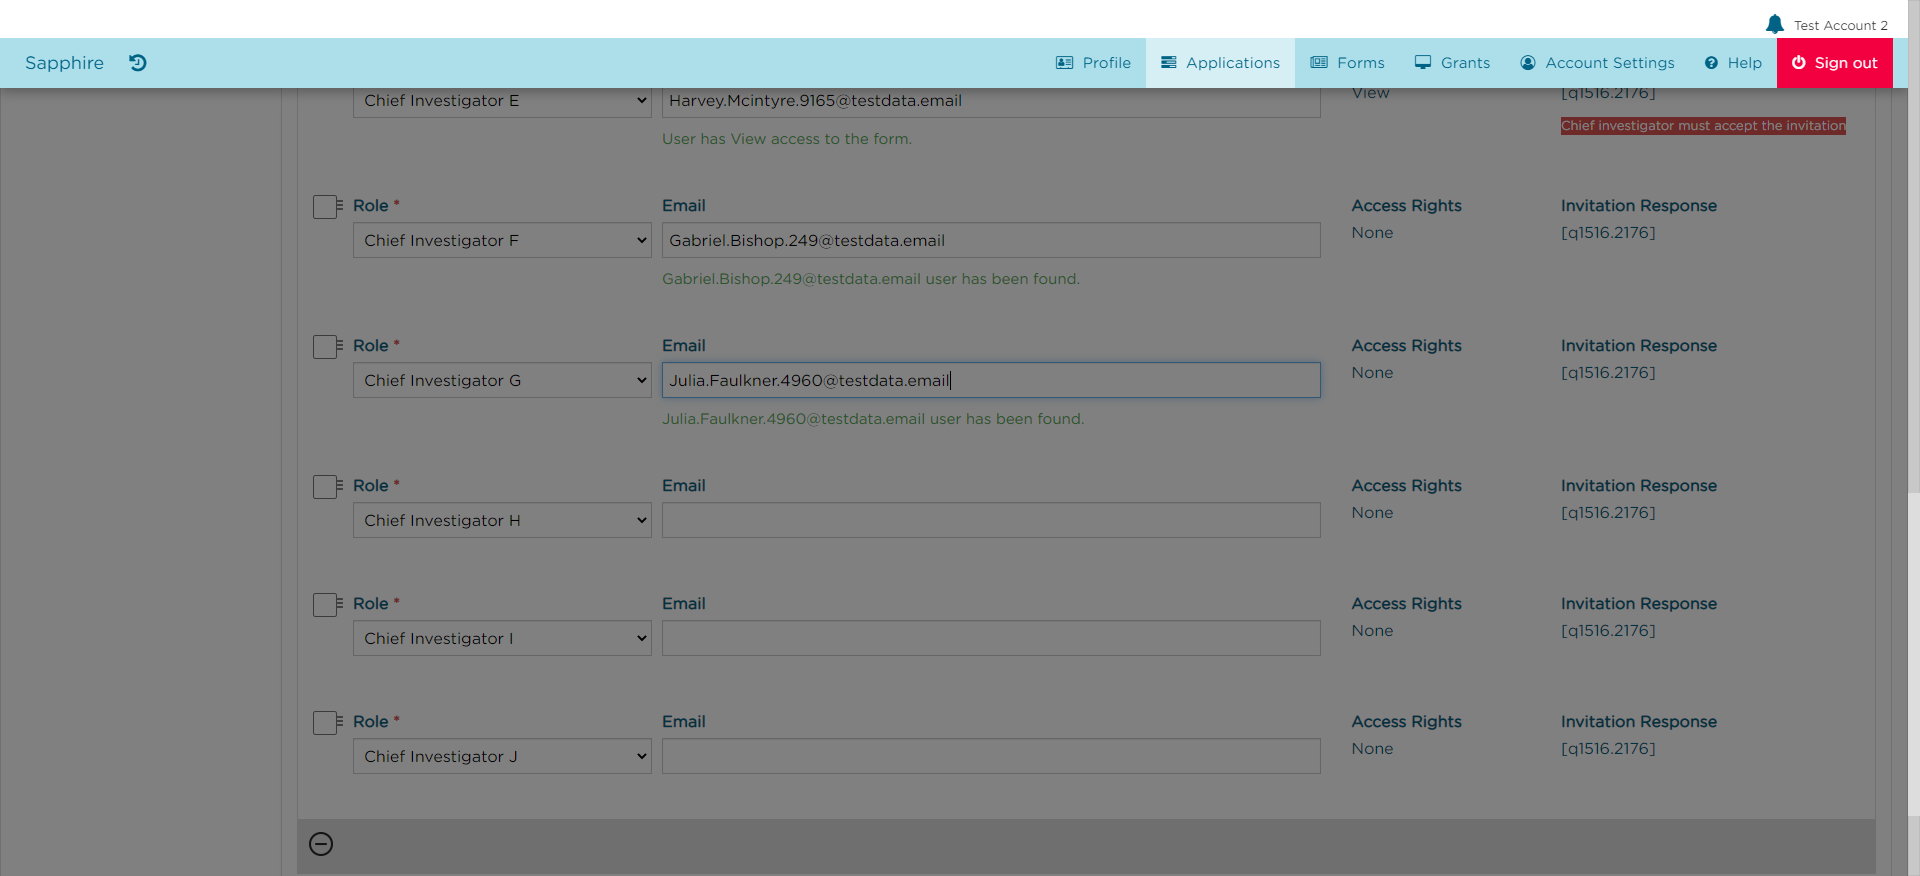 Test Account 2
Sapphire
Profile
Applications
Forms
Grants
Account Settings
Help
Sign out
Chief Investigator E
Harvey.Mcintyre.9165@testdata.email
View
[q1516.2176]
User has View access to the form.
Chief investigator must accept the invitation
Role *
Email
Access Rights
Invitation Response
Chief Investigator F
Gabriel.Bishop.249@testdata.email
None
[q1516.2176]
Gabriel.Bishop.249@testdata.email user has been found.
Role *
Email
Access Rights
Invitation Response
Chief Investigator G
Julia.Faulkner.4960@testdata.email
None
[q1516.2176]
Julia.Faulkner.4960@testdata.email user has been found.
Role *
Email
Access Rights
Invitation Response
Chief Investigator H
None
[q1516.2176]
Role *
Email
Access Rights
Invitation Response
Chief Investigator I
None
[q1516.2176]
Role *
Email
Access Rights
Invitation Response
Chief Investigator J
None
[q1516.2176]